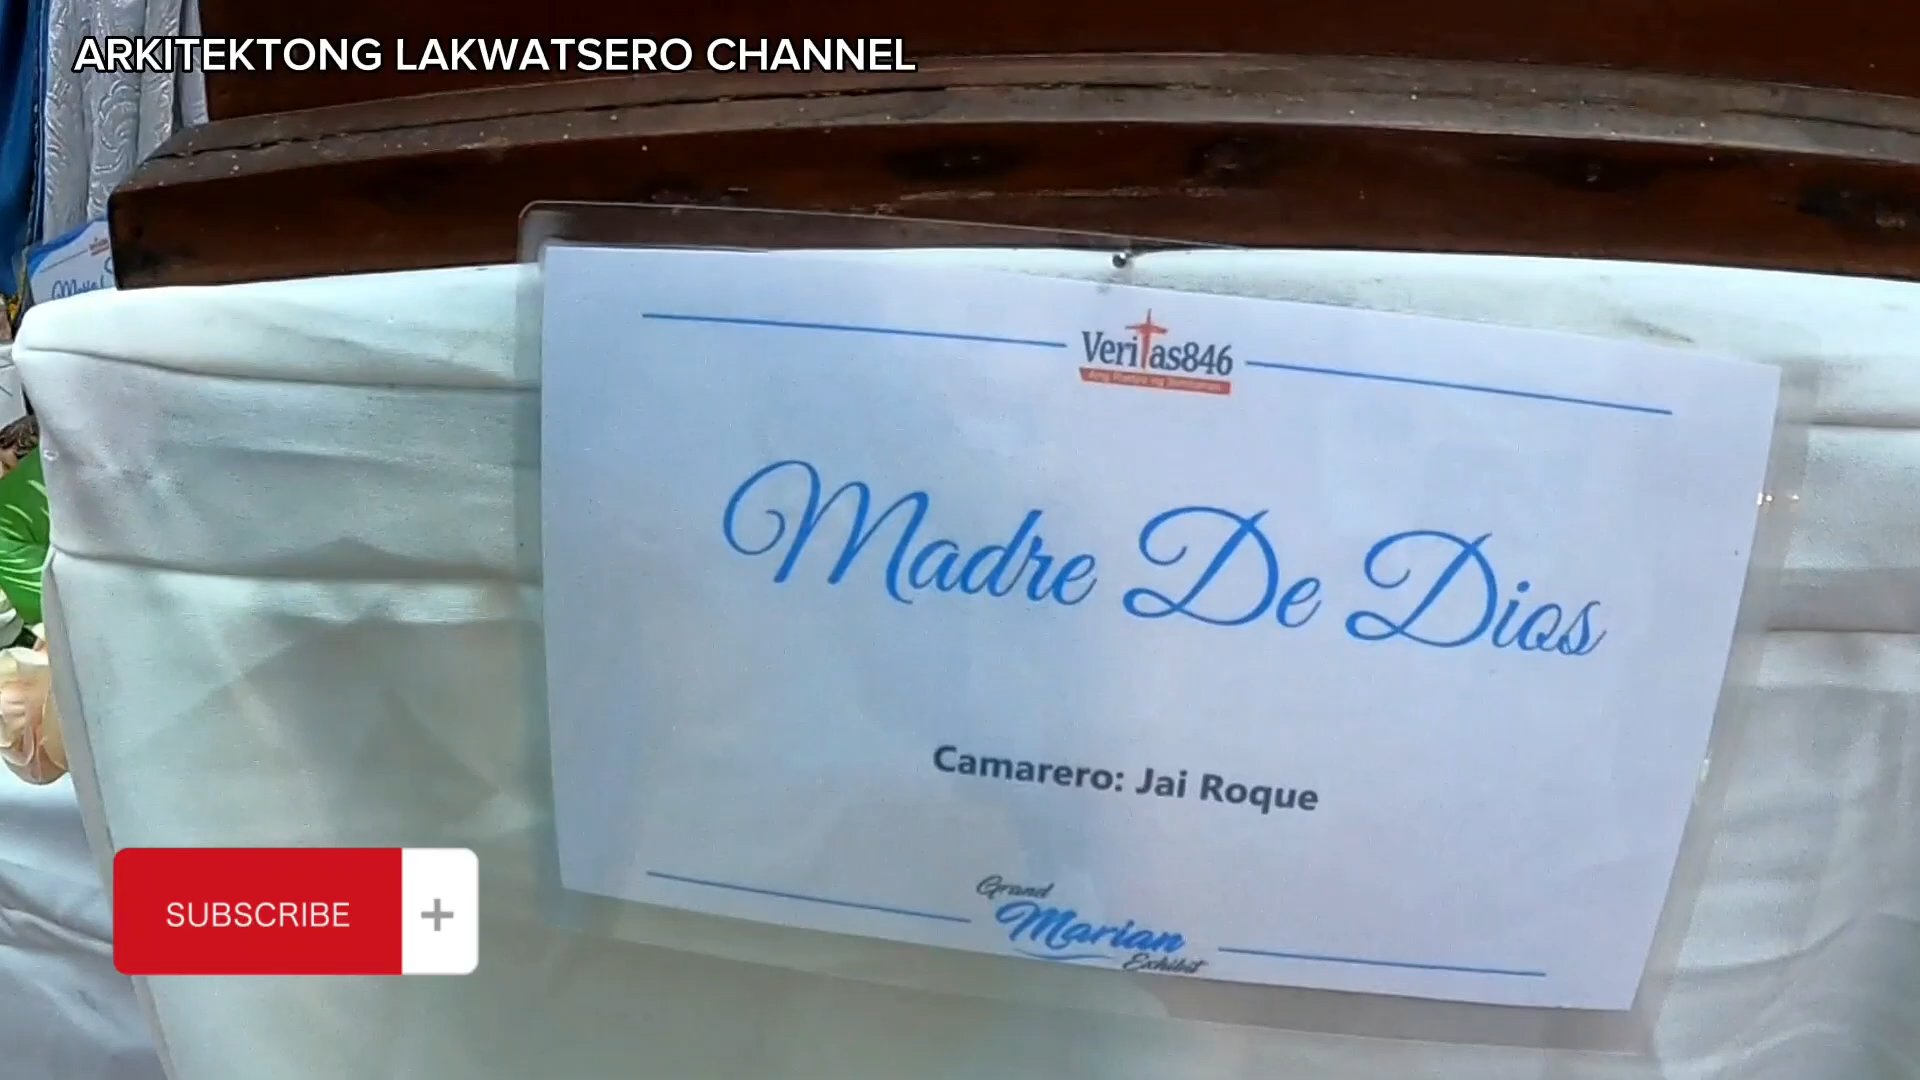 ARKITEKTONG LAKWATSERO CHANNEL
Veritas846
Madre De Dios
Camarero: Jai Roque
Grand
Marian
Exhibit
SUBSCRIBE